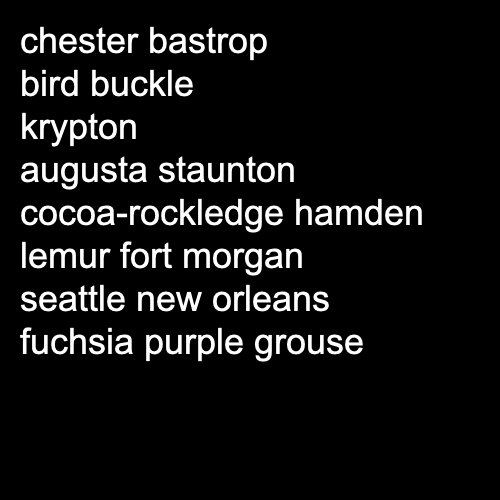 chester bastrop
bird buckle
krypton
augusta staunton
cocoa-rockledge hamden
lemur fort morgan
seattle new orleans
fuchsia purple grouse